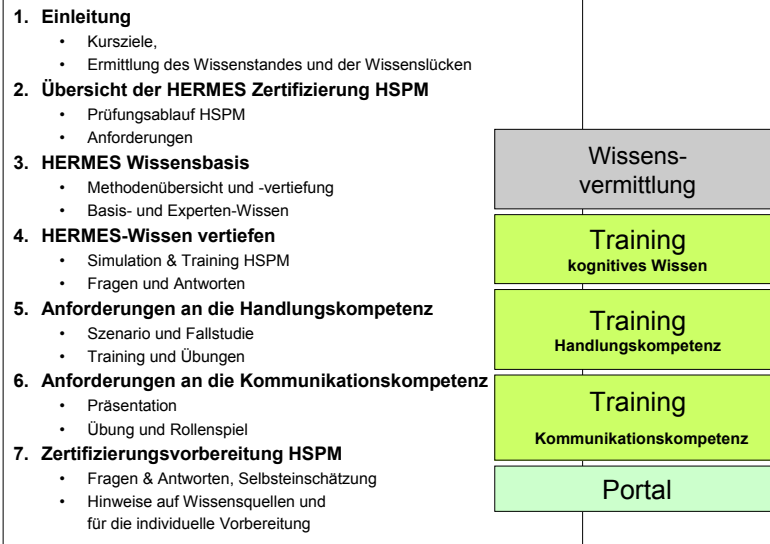 1. Einleitung
• Kursziele,
• Ermittlung des Wissenstandes und der Wissenslücken
2. Übersicht der HERMES Zertifizierung HSPM
• Prüfungsablauf HSPM
• Anforderungen
3. HERMES Wissensbasis
• Methodenübersicht und -vertiefung
• Basis- und Experten-Wissen
4. HERMES-Wissen vertiefen
• Simulation & Training HSPM
• Fragen und Antworten
5. Anforderungen an die Handlungskompetenz
• Szenario und Fallstudie
• Training und Übungen
6. Anforderungen an die Kommunikationskompetenz
• Präsentation
• Übung und Rollenspiel
7. Zertifizierungsvorbereitung HSPM
• Fragen & Antworten, Selbsteinschätzung
• Hinweise auf Wissensquellen und
für die individuelle Vorbereitung
Wissens-
vermittlung
Training
kognitives Wissen
Training
Handlungskompetenz
Training
Kommunikationskompetenz
Portal